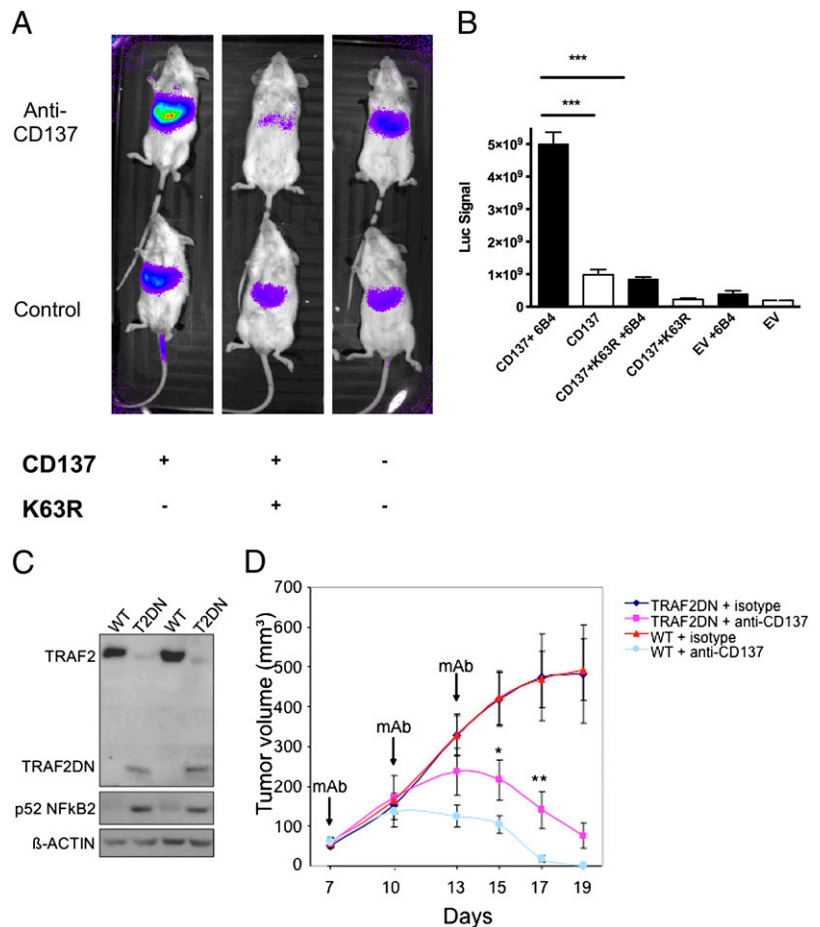 A
Anti-
CD137
Control
CD137 + + -
K63R - + -
B
***
***
Luc Signal
5×10⁹
4×10⁹
3×10⁹
2×10⁹
1×10⁹
0
CD137+ 6B4
CD137
CD137+K63R +6B4
CD137+K63R
EV +6B4
EV
C
WT T2DN WT T2DN
TRAF2
TRAF2DN
p52 NFkB2
ß-ACTIN
D
Tumor volume (mm³)
700
600
500
400
300
200
100
0
mAb
mAb
mAb
*
**
7 10 13 15 17 19
Days
TRAF2DN + isotype
TRAF2DN + anti-CD137
WT + isotype
WT + anti-CD137